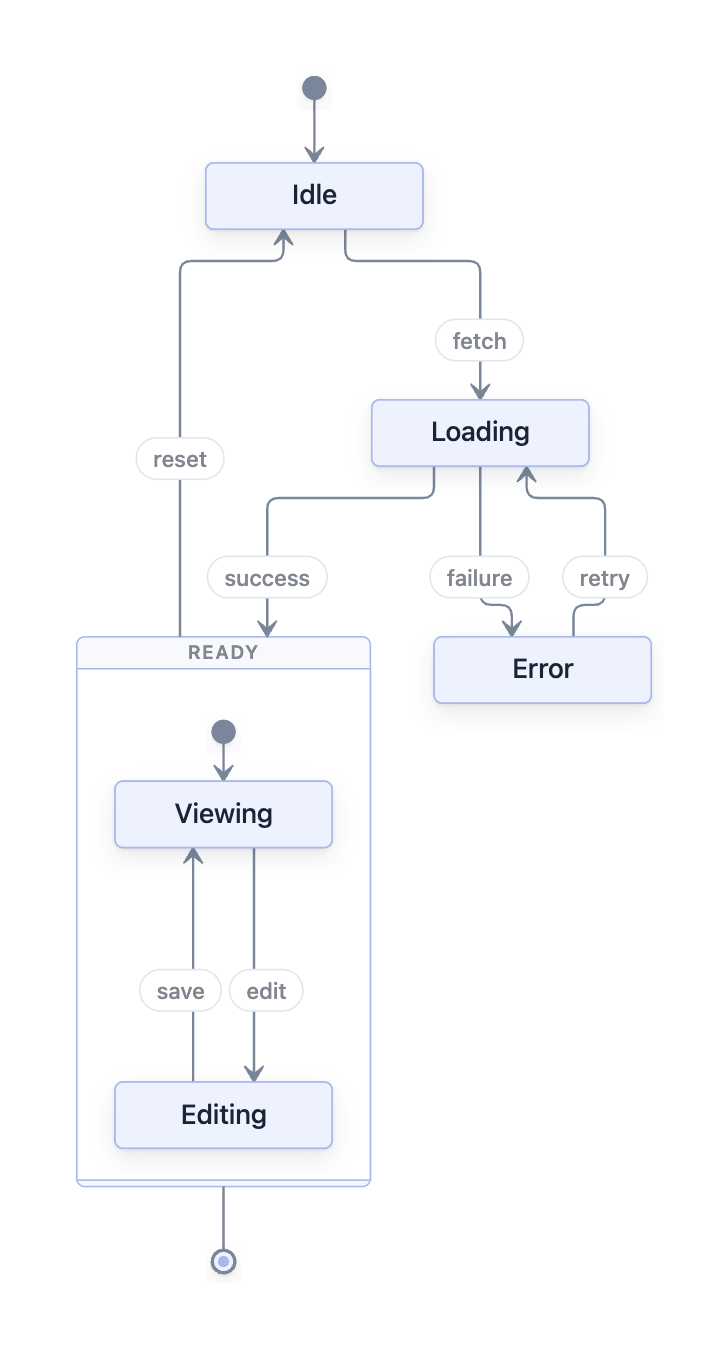 Idle
fetch
Loading
reset
success
failure
retry
READY
Error
Viewing
save
edit
Editing